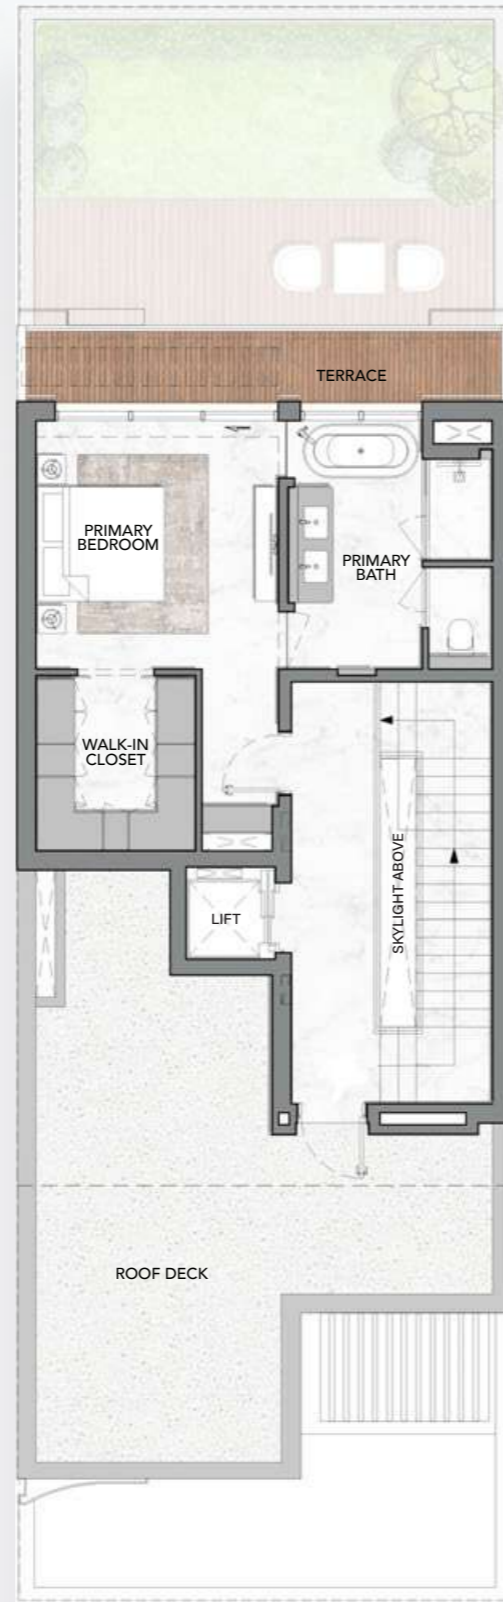 TERRACE
PRIMARY
BEDROOM
PRIMARY
BATH
WALK-IN
CLOSET
SKYLIGHT ABOVE
LIFT
ROOF DECK